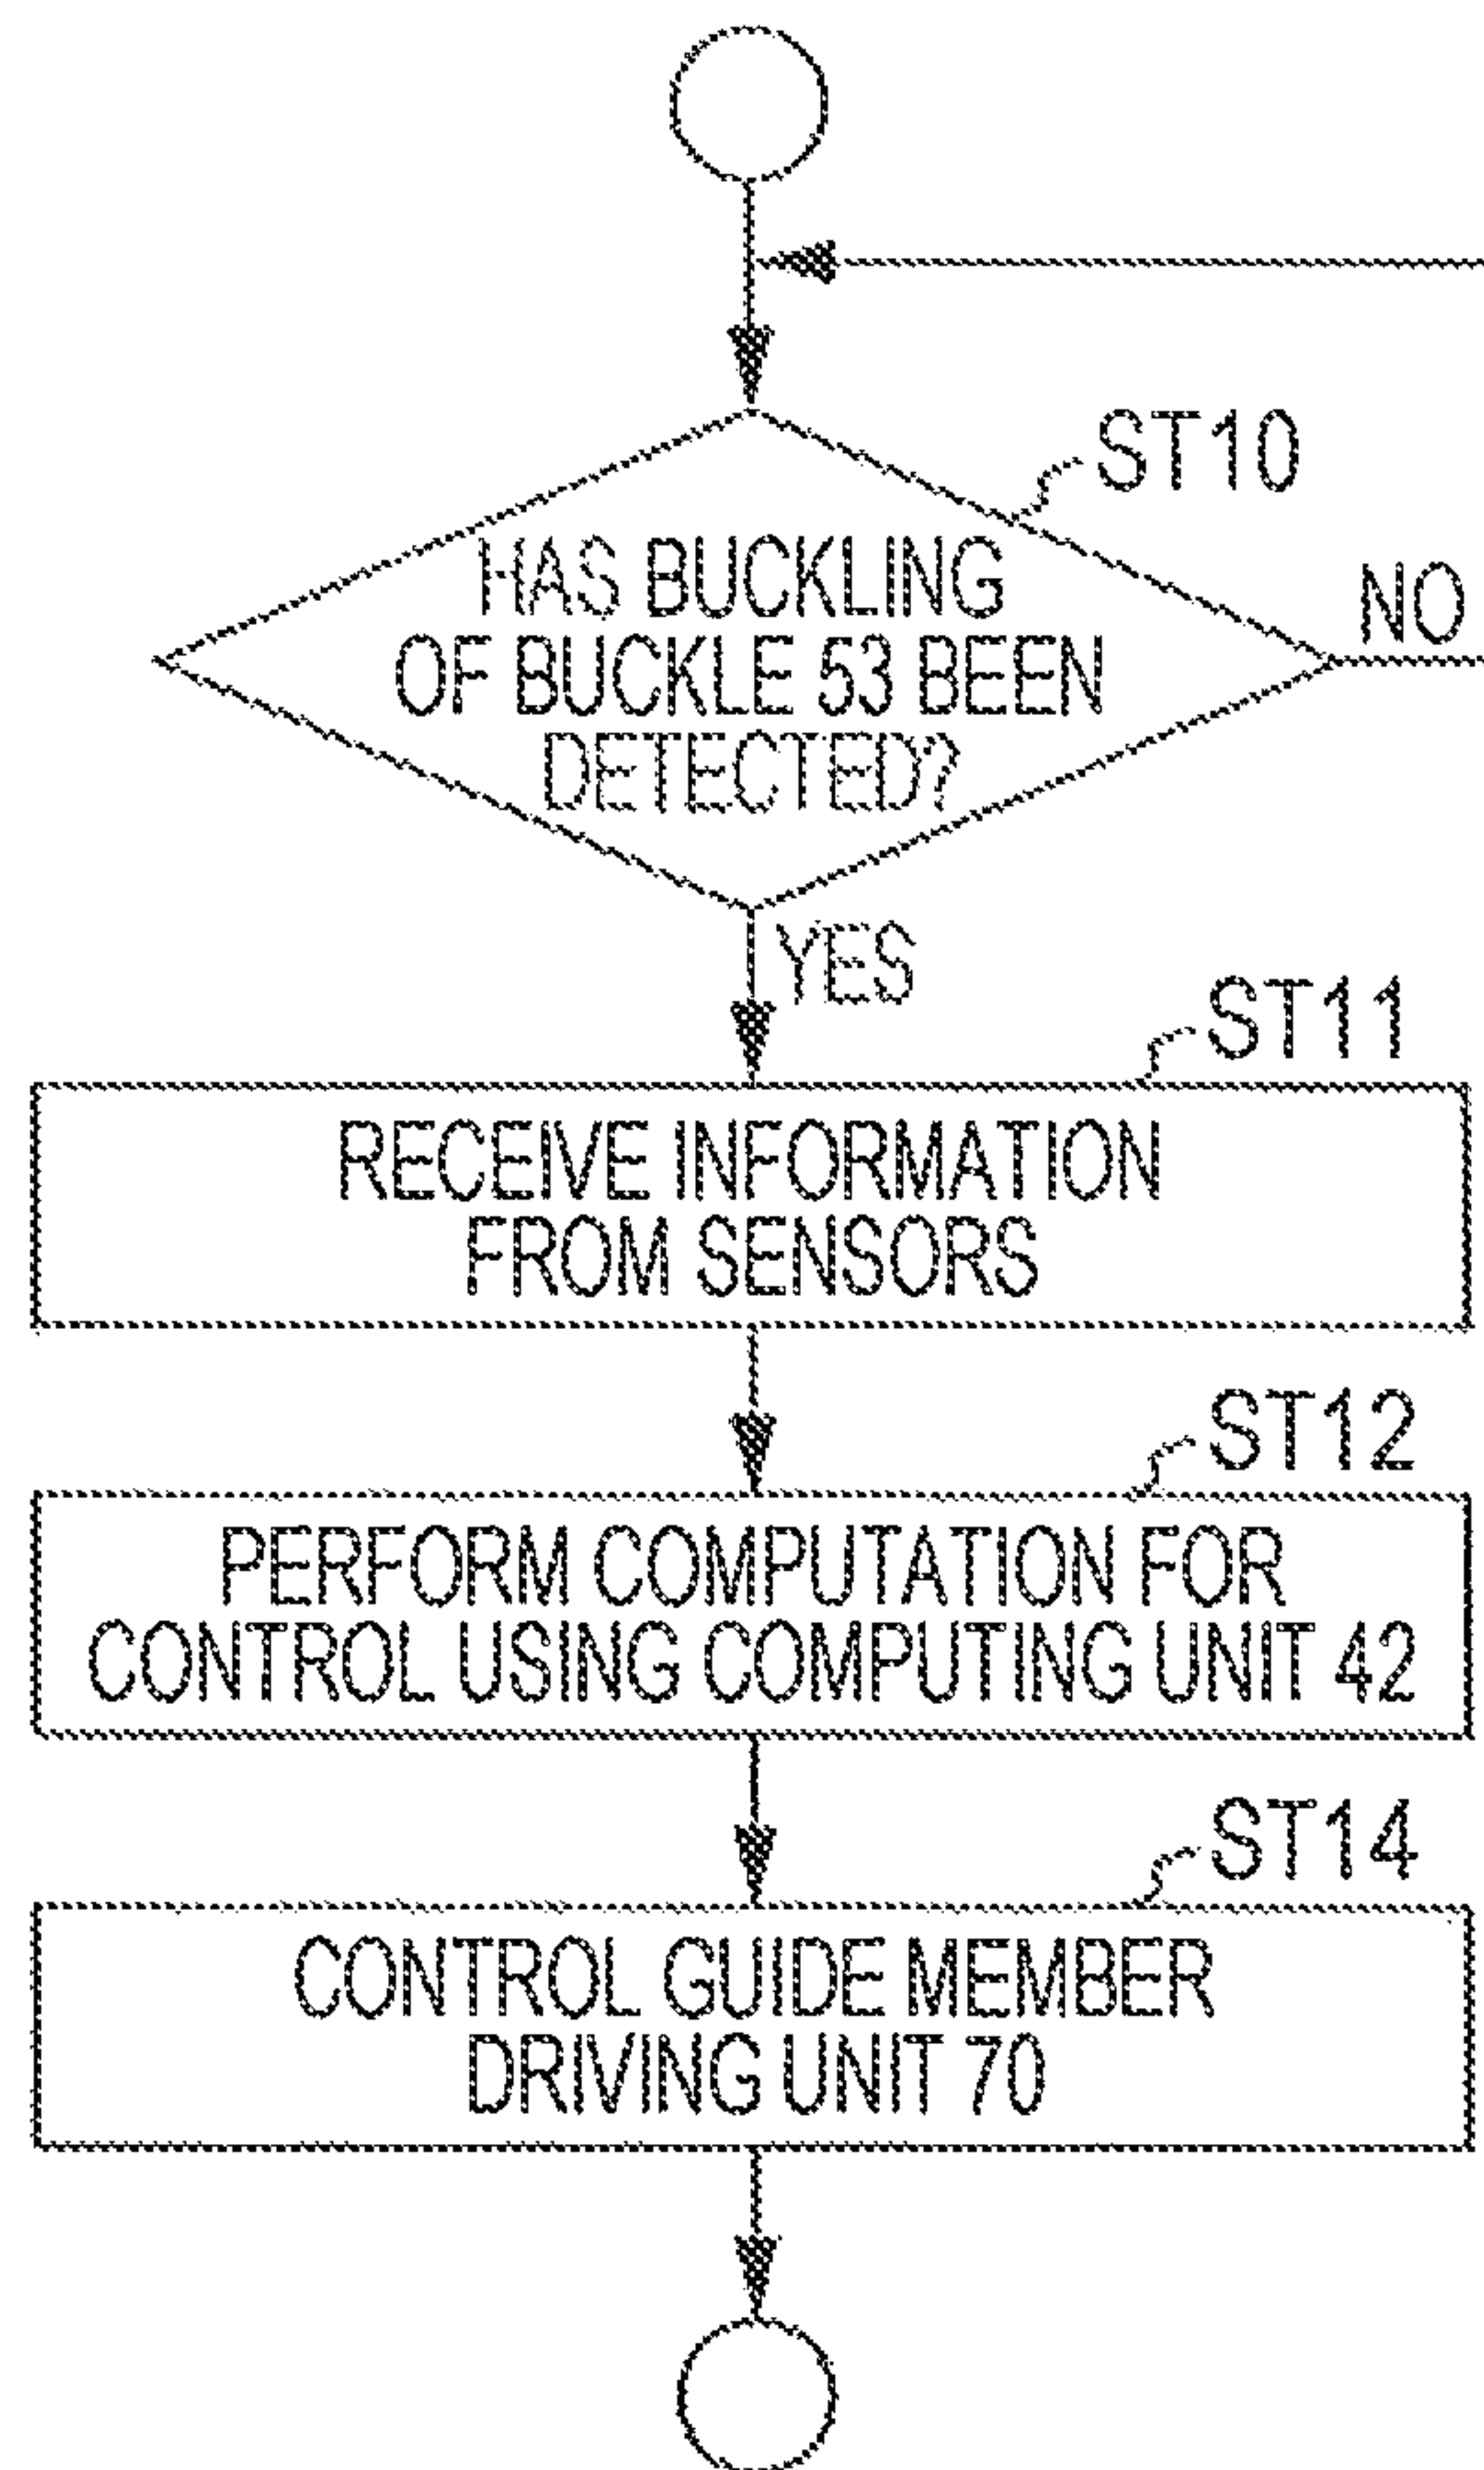 ST10
HAS BUCKLING
OF BUCKLE 53 BEEN
DETECTED?
NO
YES
ST11
RECEIVE INFORMATION
FROM SENSORS
ST12
PERFORM COMPUTATION FOR
CONTROL USING COMPUTING UNIT 42
ST14
CONTROL GUIDE MEMBER
DRIVING UNIT 70